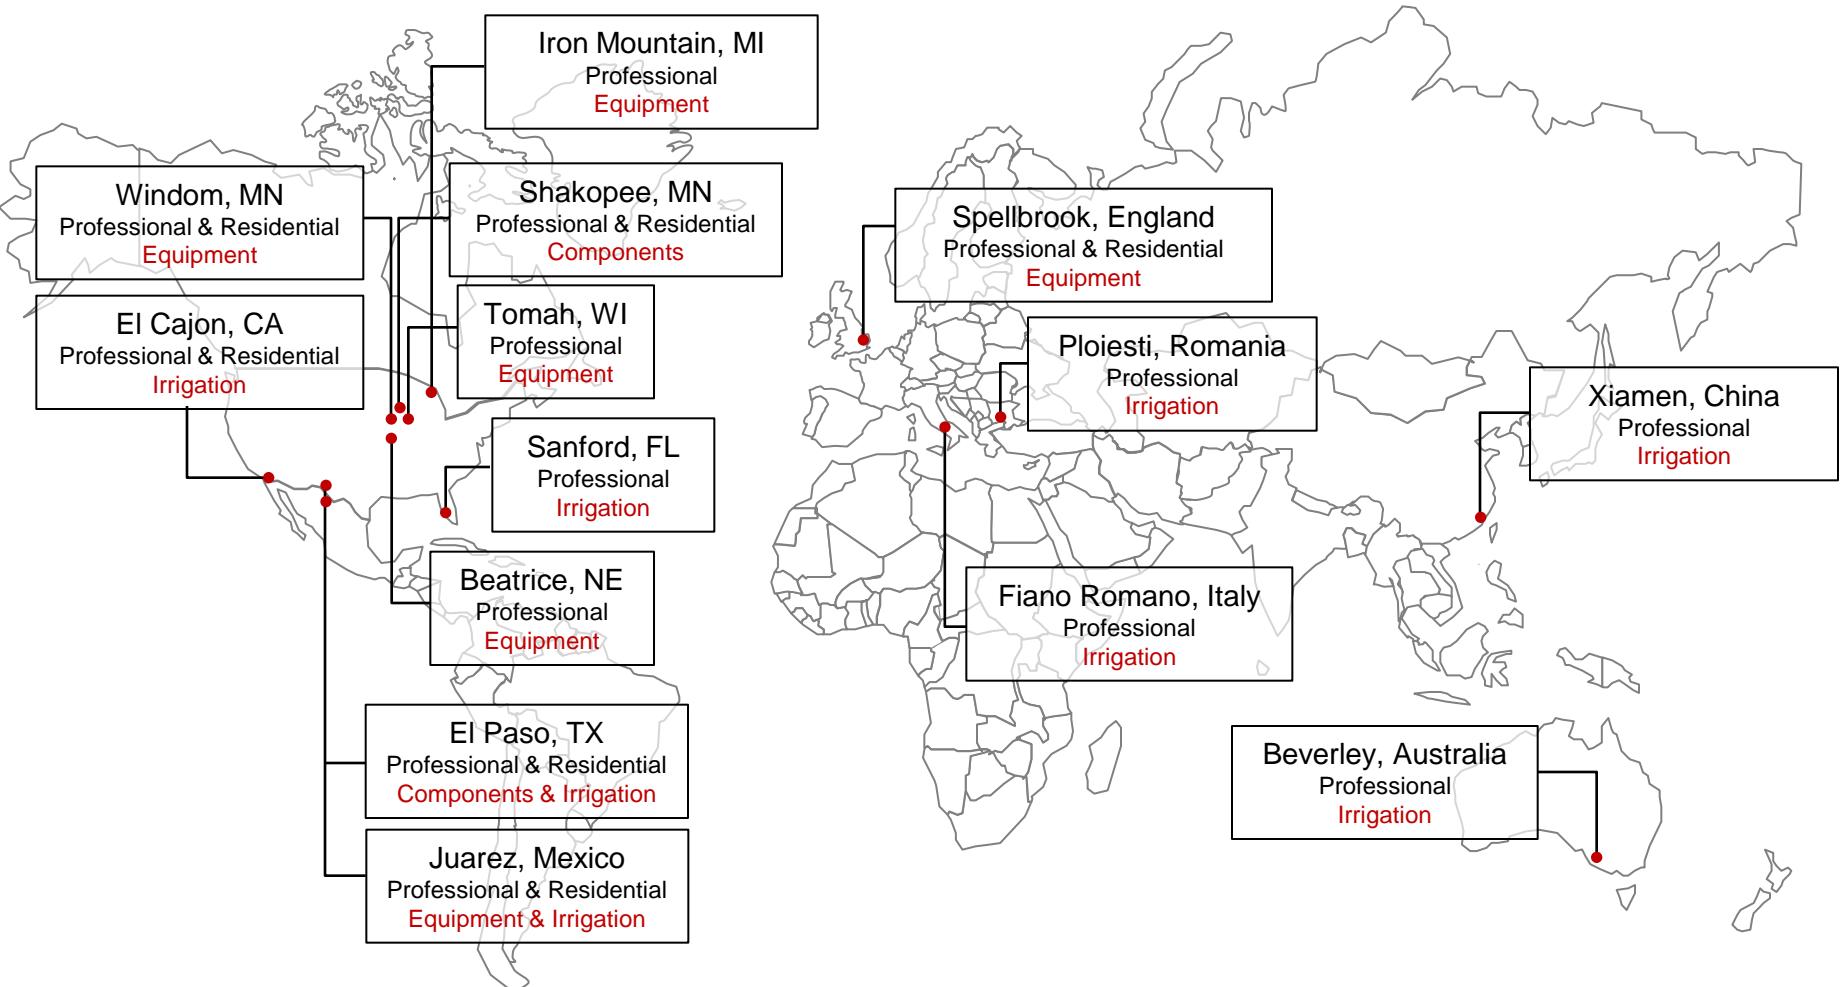 Iron Mountain, MI
Professional
Equipment
Windom, MN
Professional & Residential
Equipment
Shakopee, MN
Professional & Residential
Components
El Cajon, CA
Professional & Residential
Irrigation
Tomah, WI
Professional
Equipment
Sanford, FL
Professional
Irrigation
Beatrice, NE
Professional
Equipment
El Paso, TX
Professional & Residential
Components & Irrigation
Juarez, Mexico
Professional & Residential
Equipment & Irrigation
Spellbrook, England
Professional & Residential
Equipment
Ploiesti, Romania
Professional
Irrigation
Xiamen, China
Professional
Irrigation
Fiano Romano, Italy
Professional
Irrigation
Beverley, Australia
Professional
Irrigation